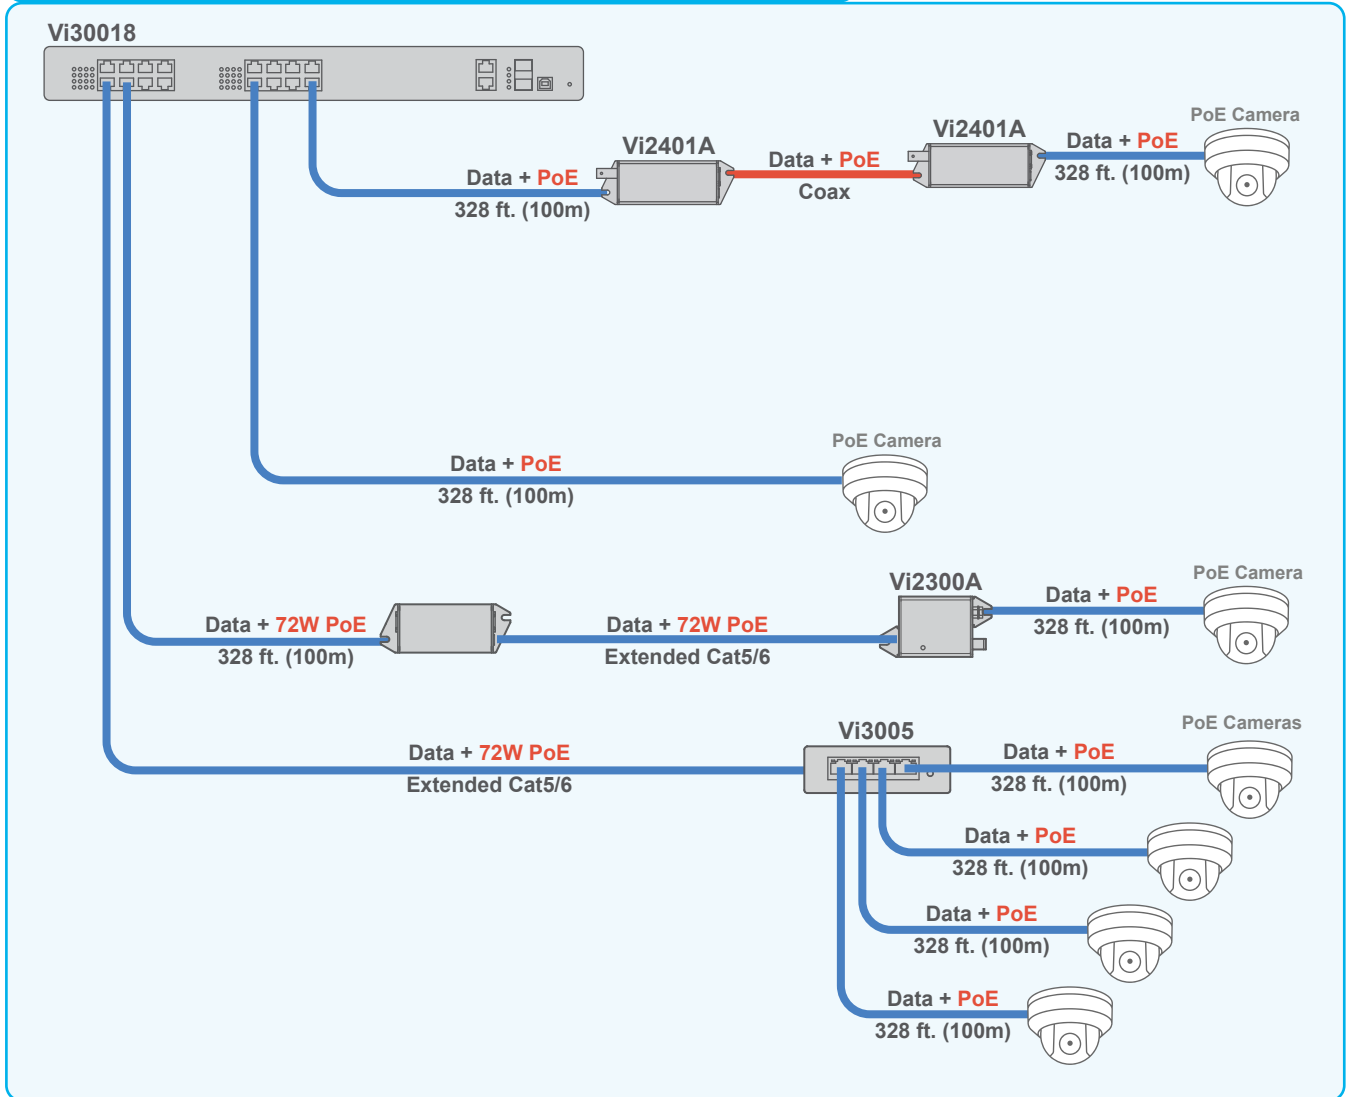 Vi30018
Vi2401A
Data + PoE
328 ft. (100m)
Data + PoE
Coax
Vi2401A
Data + PoE
328 ft. (100m)
PoE Camera
Data + PoE
328 ft. (100m)
PoE Camera
Data + 72W PoE
328 ft. (100m)
Data + 72W PoE
Extended Cat5/6
Vi2300A
Data + PoE
328 ft. (100m)
PoE Camera
Data + 72W PoE
Extended Cat5/6
Vi3005
PoE Cameras
Data + PoE
328 ft. (100m)
Data + PoE
328 ft. (100m)
Data + PoE
328 ft. (100m)
Data + PoE
328 ft. (100m)